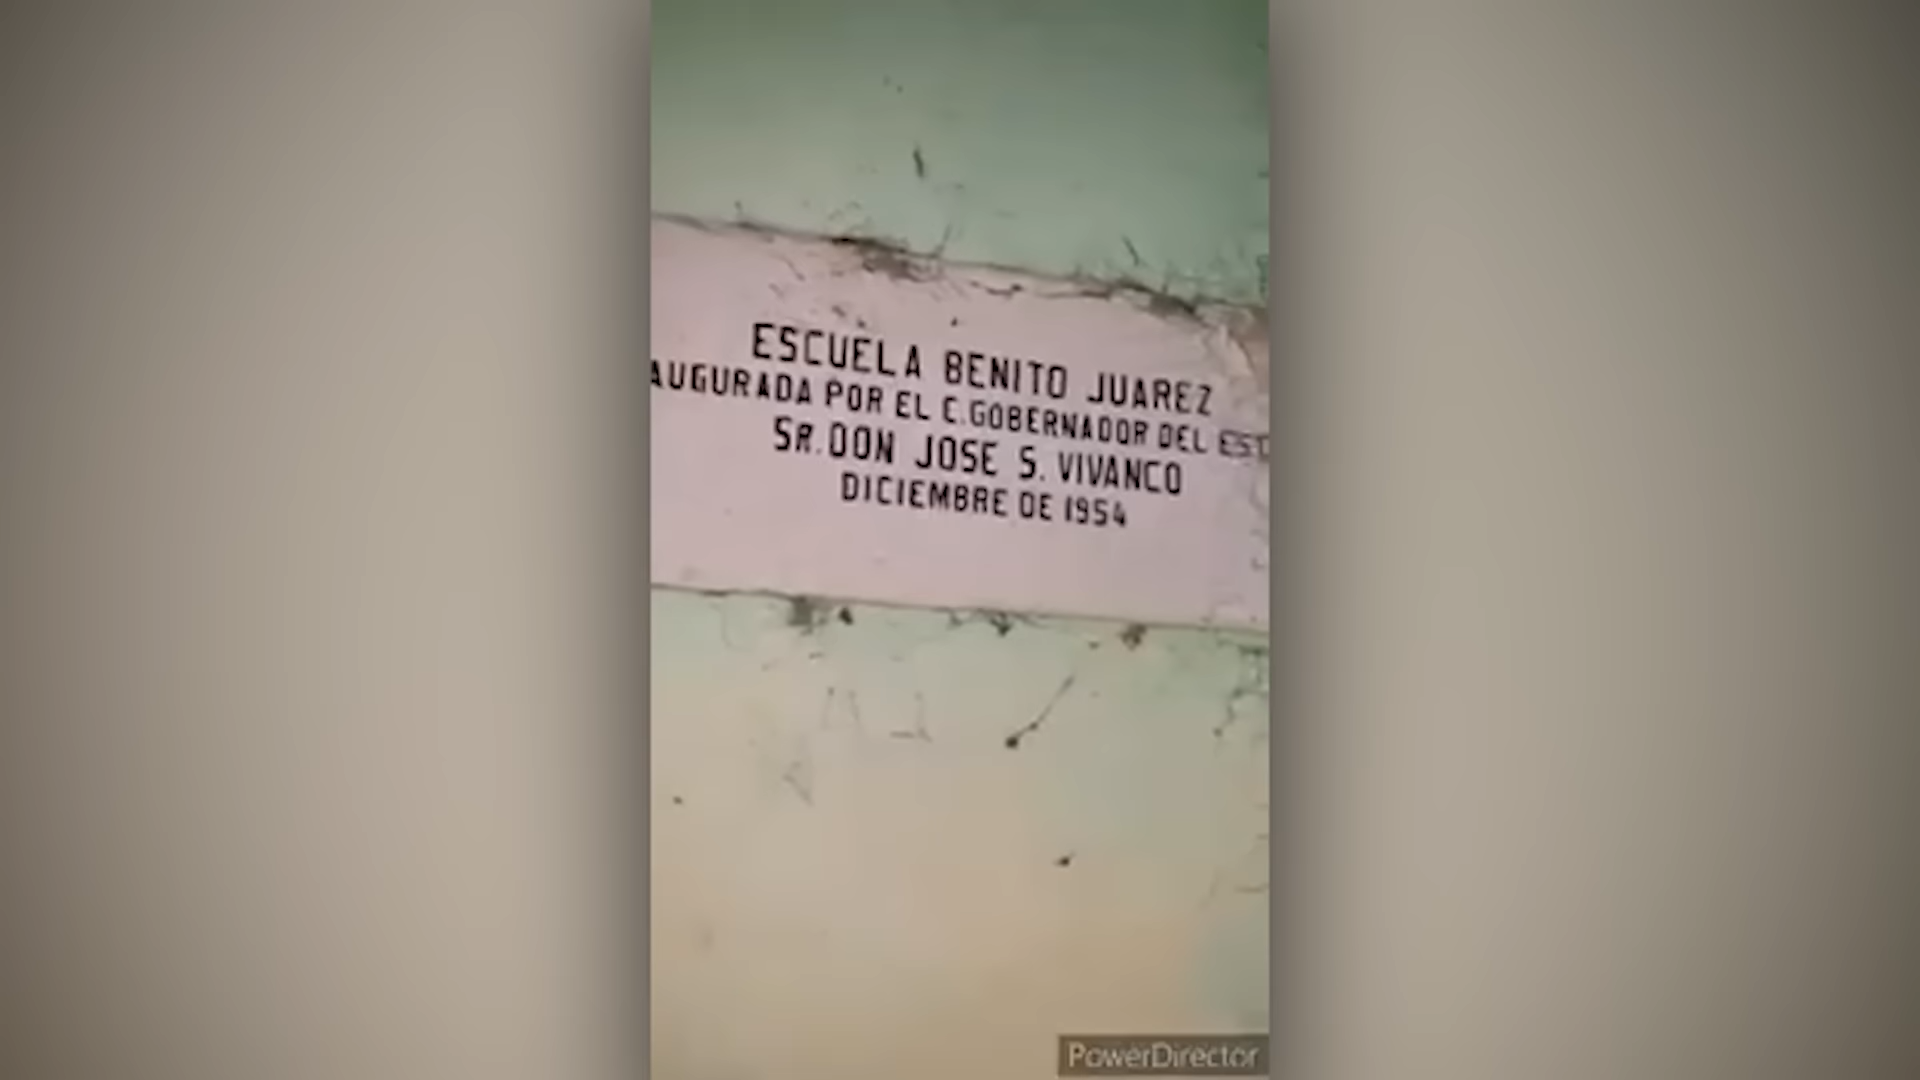 ESCUELA BENITO JUAREZ
AUGURADA POR EL C. GOBERNADOR DEL EST
SR. DON JOSE S. VIVANCO
DICIEMBRE DE 1954
PowerDirector